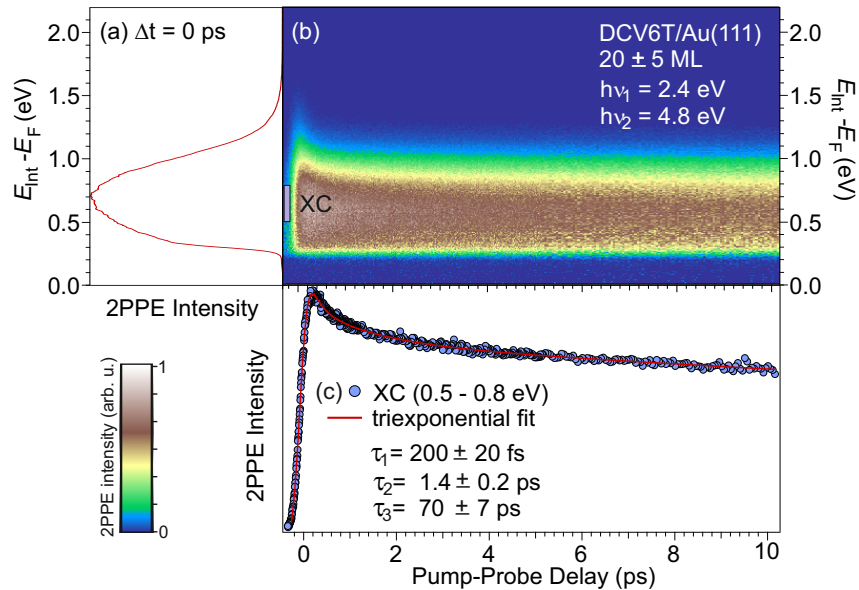 (a) Δt = 0 ps
(b)
DCV6T/Au(111)
20 ± 5 ML
hν1 = 2.4 eV
hν2 = 4.8 eV
2.0
1.5
1.0
0.5
0.0
E_Int - E_F (eV)
XC
2.0
1.5
1.0
0.5
0.0
E_Int - E_F (eV)
2PPE Intensity
2PPE intensity (arb. u.)
1
0
2PPE Intensity
(c) XC (0.5 - 0.8 eV)
triexponential fit
τ1 = 200 ± 20 fs
τ2 = 1.4 ± 0.2 ps
τ3 = 70 ± 7 ps
0 2 4 6 8 10
Pump-Probe Delay (ps)